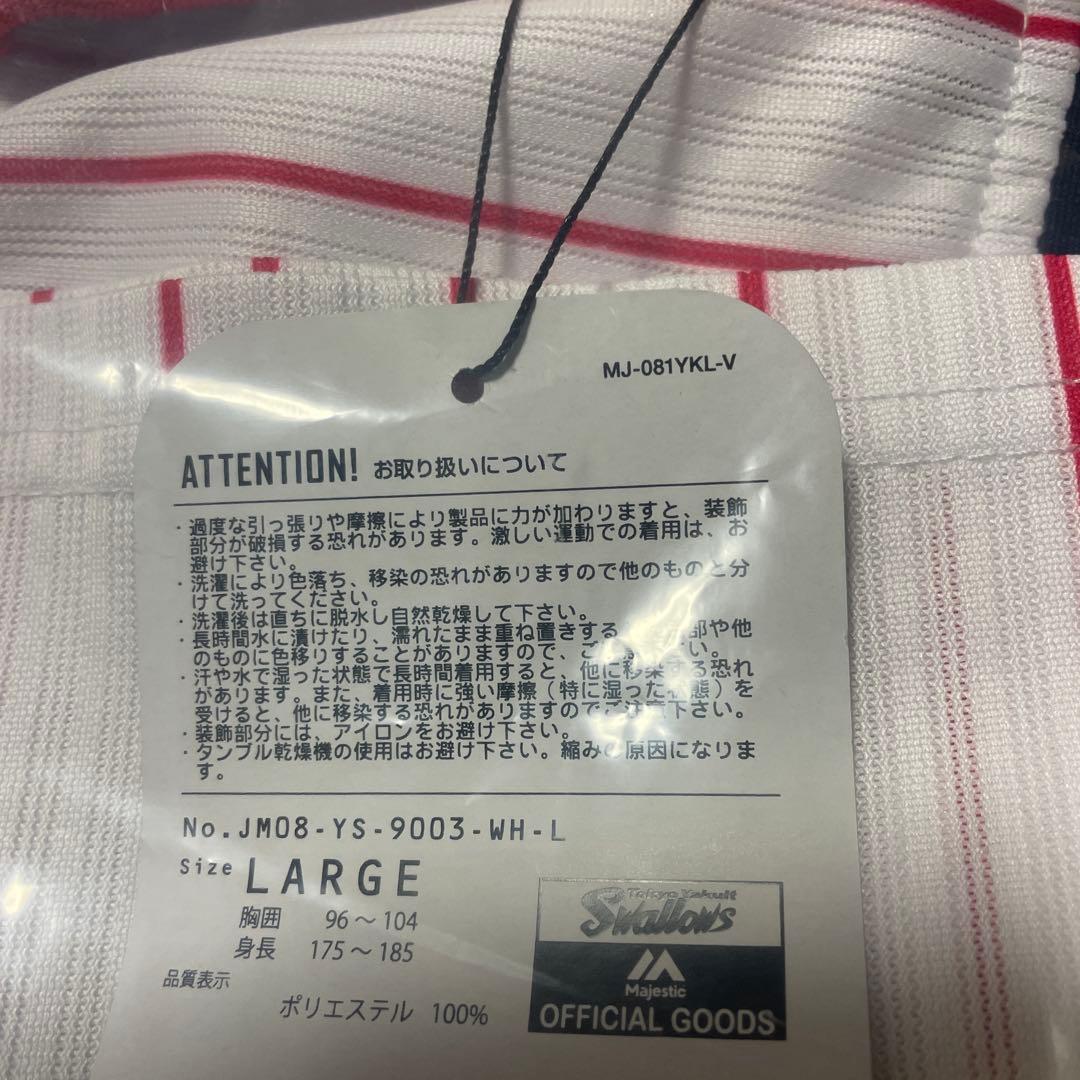 MJ-081YKL-V
ATTENTION! お取り扱いについて
・過度な引っ張りや摩擦により製品に力が加わりますと、装飾
部分が破損する恐れがあります。激しい運動での着用は、お
避け下さい。
・洗濯により色落ち、移染の恐れがありますので他のものと分
けて洗ってください。
・洗濯後は直ちに脱水し自然乾燥して下さい。
・長時間水に漬けたり、濡れたまま重ね置きする 部や他
のものに色移りすることがありますので、ご い。
・汗や水で湿った状態で長時間着用すると、他に移染する恐れ
があります。また、着用時に強い摩擦（特に湿った状態）を
受けると、他に移染する恐れがありますのでご注意下さい。
・装飾部分には、アイロンをお避け下さい。
・タンブル乾燥機の使用はお避け下さい。縮みの原因になりま
す。
No.JM08-YS-9003-WH-L
Size LARGE
胸囲 96～104
身長 175～185
品質表示
ポリエステル 100%
Tokyo Yakult
Swallows
Majestic
OFFICIAL GOODS